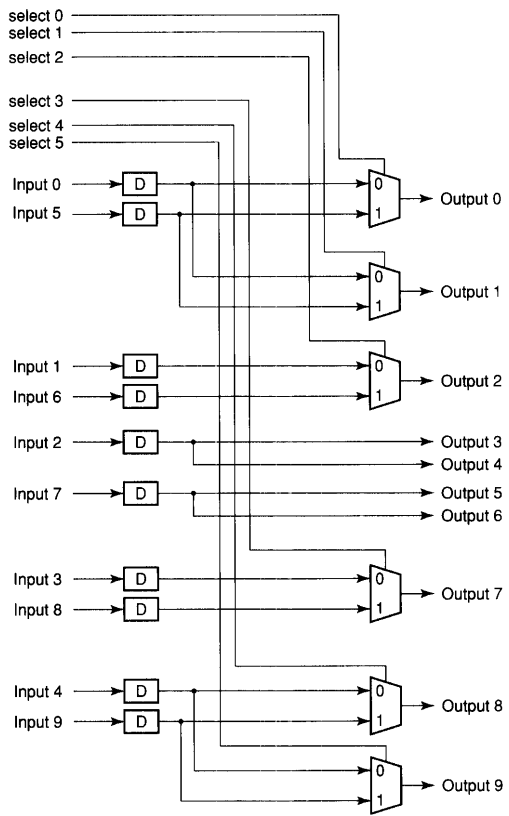 select 0
select 1
select 2
select 3
select 4
select 5
Input 0 D 0 Output 0
Input 5 D 1
0 Output 1
1
Input 1 D 0 Output 2
Input 6 D 1
Input 2 D Output 3
Output 4
Input 7 D Output 5
Output 6
Input 3 D 0 Output 7
Input 8 D 1
Input 4 D 0 Output 8
Input 9 D 1
0 Output 9
1